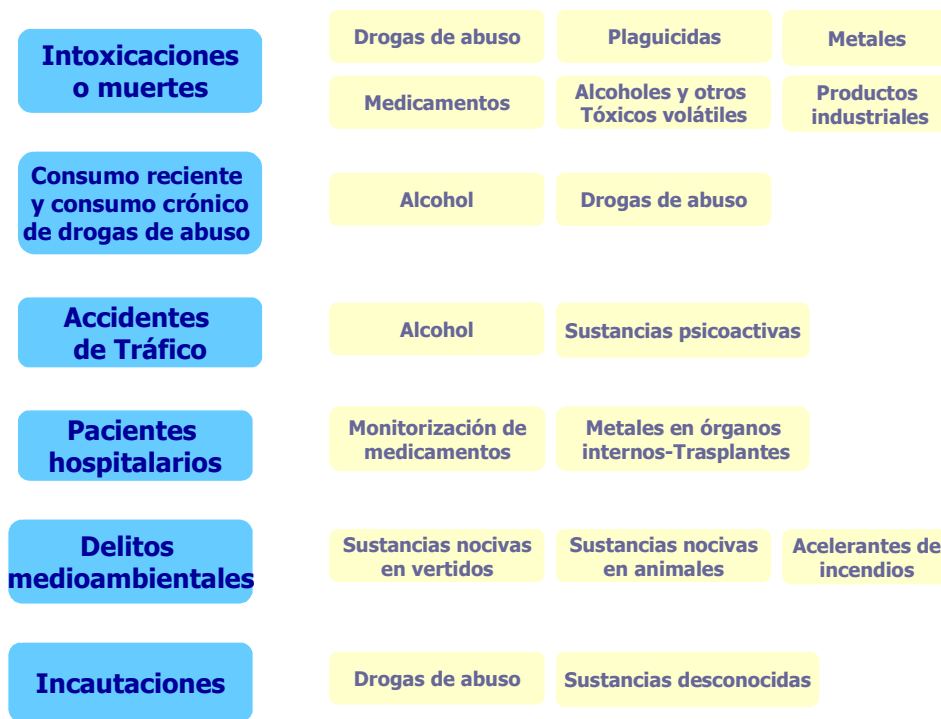 Intoxicaciones
o muertes
Drogas de abuso
Plaguicidas
Metales
Medicamentos
Alcoholes y otros
Tóxicos volátiles
Productos
industriales
Consumo reciente
y consumo crónico
de drogas de abuso
Alcohol
Drogas de abuso
Accidentes
de Tráfico
Alcohol
Sustancias psicoactivas
Pacientes
hospitalarios
Monitorización de
medicamentos
Metales en órganos
internos-Trasplantes
Delitos
medioambientales
Sustancias nocivas
en vertidos
Sustancias nocivas
en animales
Acelerantes de
incendios
Incautaciones
Drogas de abuso
Sustancias desconocidas